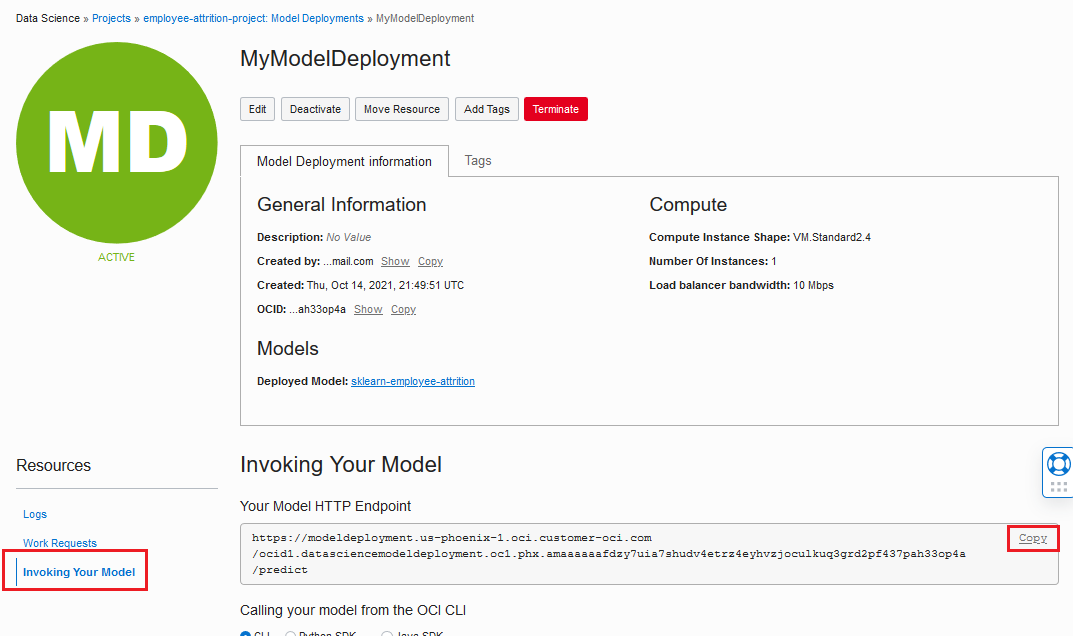 Data Science » Projects » employee-attrition-project: Model Deployments » MyModelDeployment
MD
ACTIVE
MyModelDeployment
Edit Deactivate Move Resource Add Tags Terminate
Model Deployment information Tags
General Information
Description: No Value
Created by: ...mail.com Show Copy
Created: Thu, Oct 14, 2021, 21:49:51 UTC
OCID: ...ah33op4a Show Copy
Models
Deployed Model: sklearn-employee-attrition
Compute
Compute Instance Shape: VM.Standard2.4
Number Of Instances: 1
Load balancer bandwidth: 10 Mbps
Resources
Logs
Work Requests
Invoking Your Model
Invoking Your Model
Your Model HTTP Endpoint
https://modeldeployment.us-phoenix-1.oci.customer-oci.com
/ocid1.datasciencemodeldeployment.oc1.phx.amaaaaaafdzy7uia7shudv4etrz4eyhvzjoculkuq3grd2pf437pah33op4a
/predict
Copy
Calling your model from the OCI CLI
CLI Python SDK Java SDK